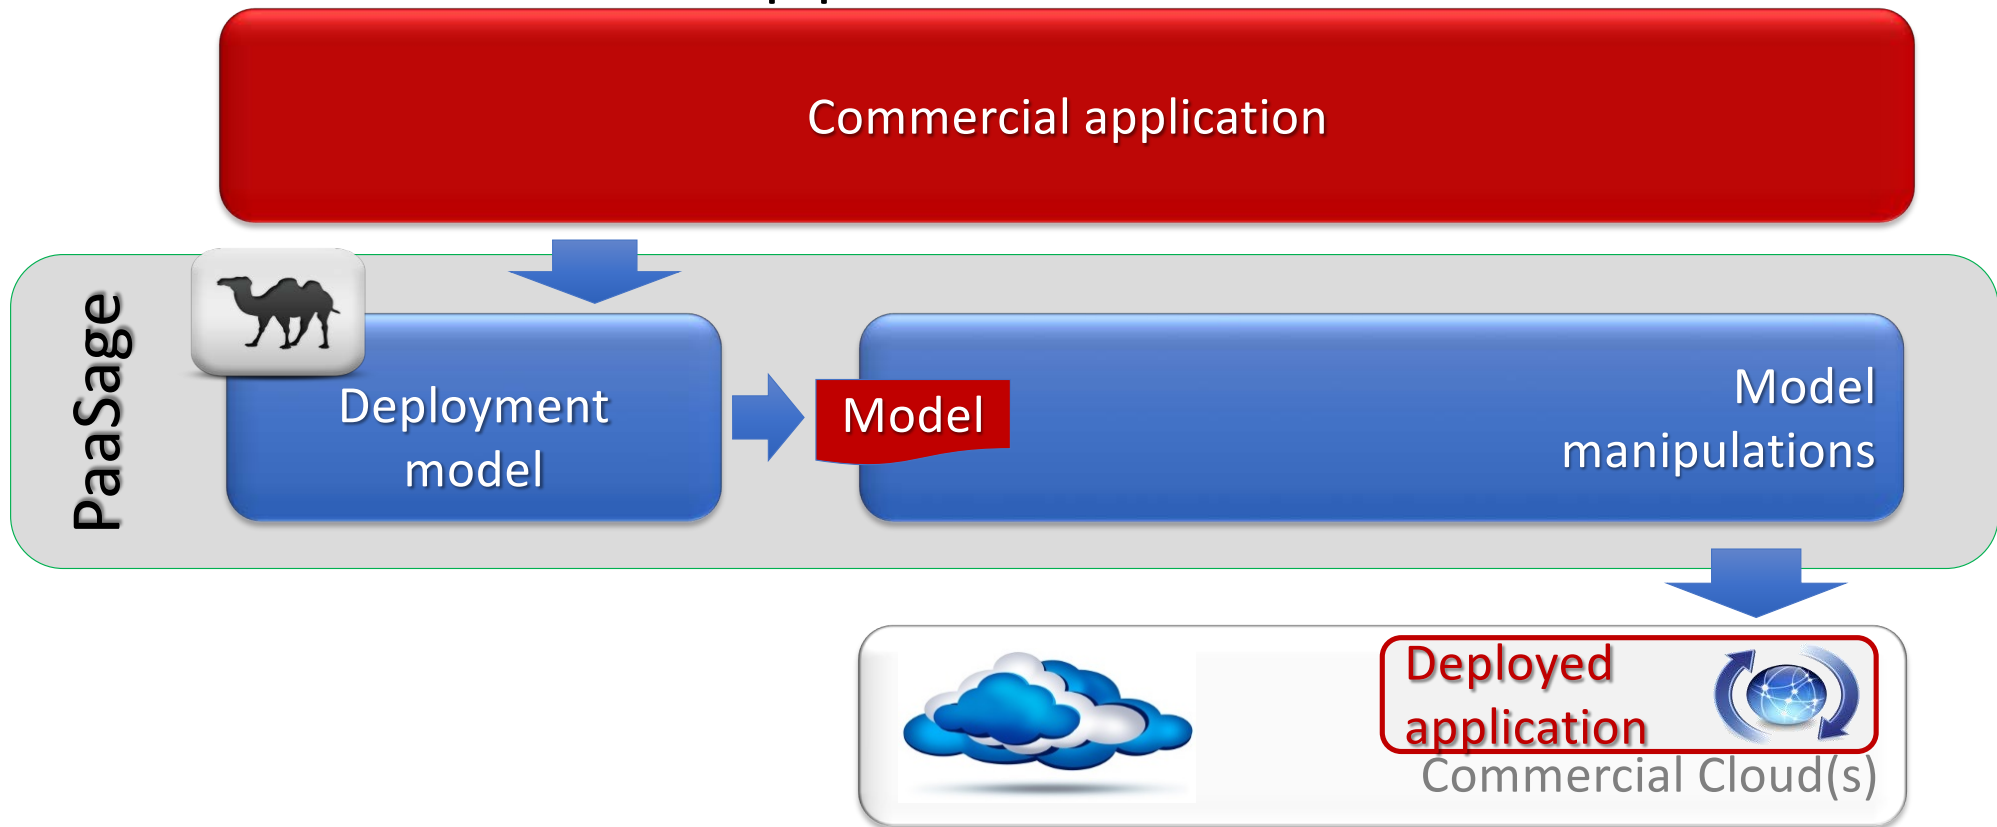 Commercial application
PaaSage
Deployment
model
Model
Model
manipulations
Deployed
application
Commercial Cloud(s)